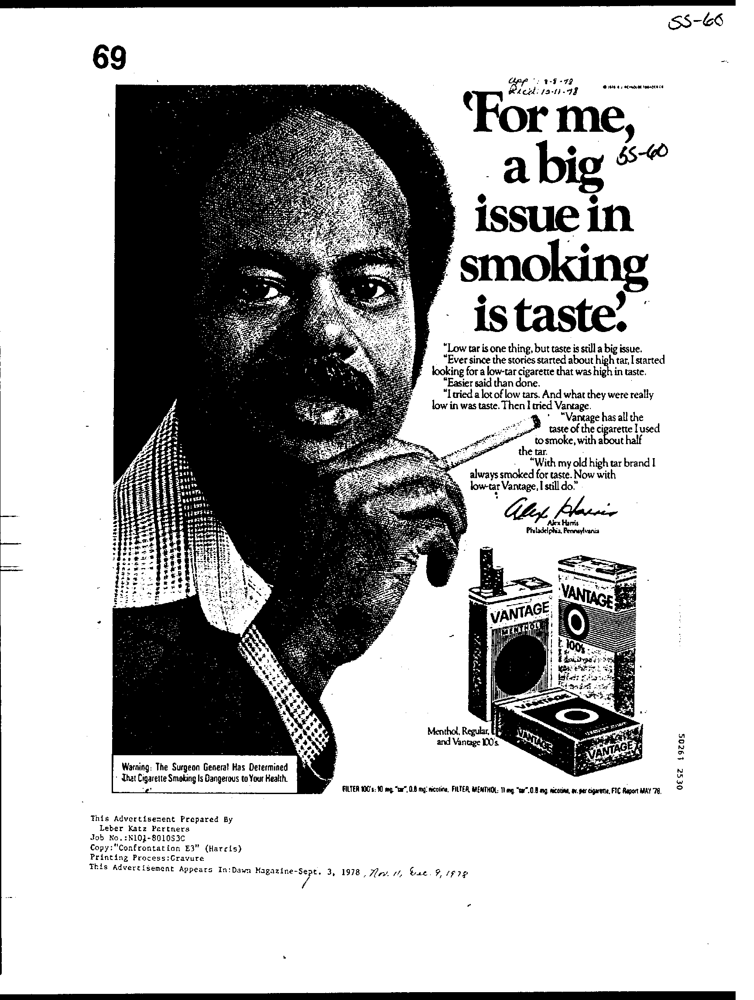 SS-60
69
App : 8-8-78
Rec'd: 10-11-78
'For me,
a big
SS-60
issue in
smoking
is taste.'
"Low tar is one thing, but taste is still a big issue.
"Ever since the stories started about high tar, I started
looking for a low-tar cigarette that was high in taste.
"Easier said than done.
"I tried a lot of low tars. And what they were really
low in was taste. Then I tried Vantage.
"Vantage has all the
taste of the cigarette I used
to smoke, with about half
the tar.
"With my old high tar brand I
always smoked for taste. Now with
low-tar Vantage, I still do."
Alex Harris
Alex Harris
Philadelphia, Pennsylvania
VANTAGE
VANTAGE
MENTHOL
100's
Menthol, Regular,
and Vantage 100's.
VANTAGE
VANTAGE
50261 2530
Warning: The Surgeon General Has Determined
That Cigarette Smoking Is Dangerous to Your Health.
FILTER 100's: 10 mg. "tar", 0.8 mg. nicotine, FILTER, MENTHOL: 11 mg. "tar", 0.8 mg. nicotine, av. per cigarette, FTC Report MAY '78.
This Advertisement Prepared By
Leber Katz Partners
Job No.:N101-801053C
Copy:"Confrontation E3" (Harris)
Printing Process:Gravure
This Advertisement Appears In:Dawn Magazine-Sept. 3, 1978, Nov. 11, Dec. 9, 1978